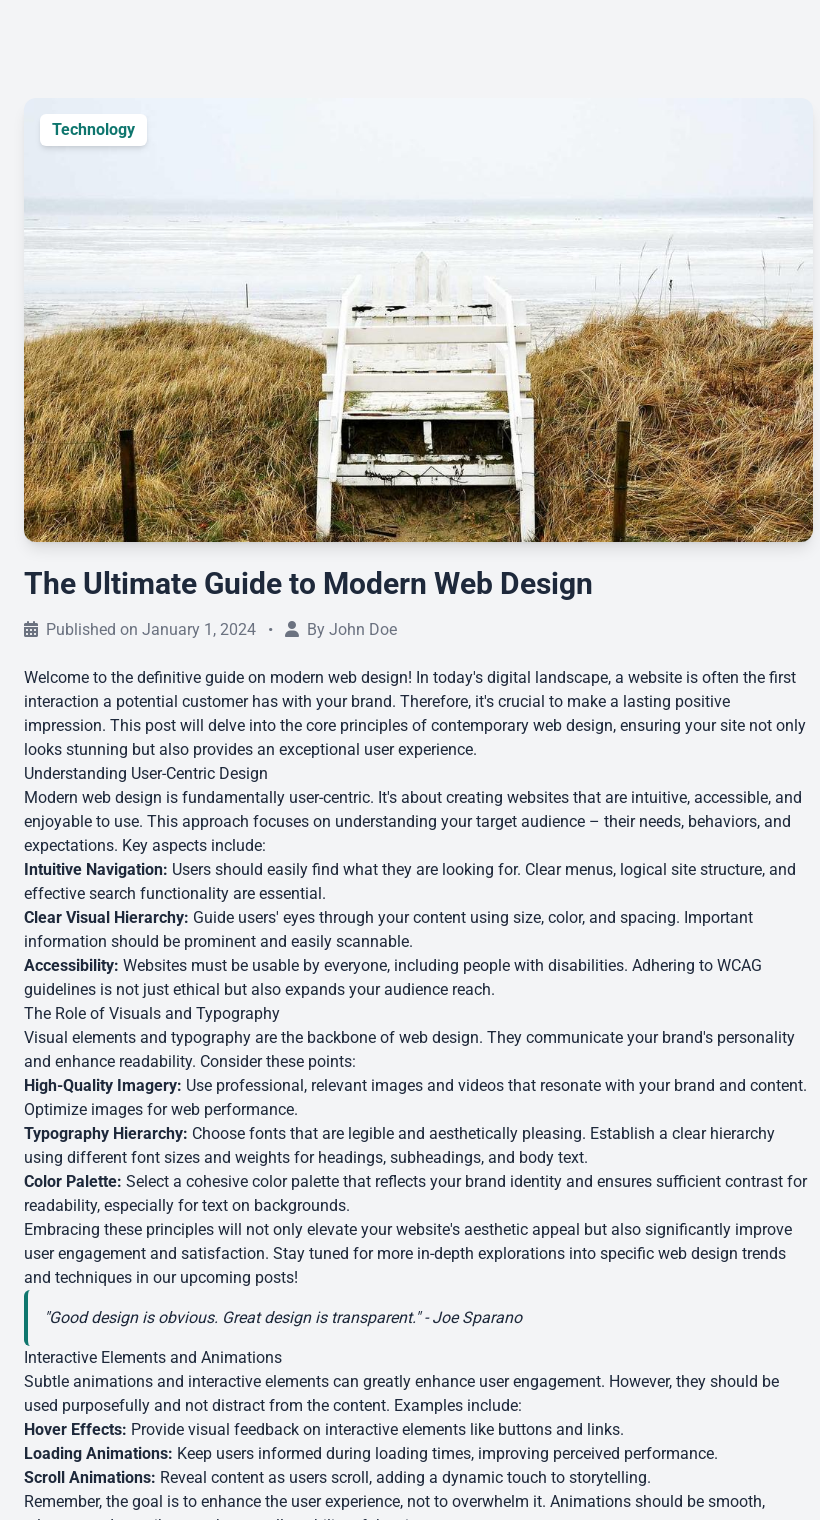 Technology
The Ultimate Guide to Modern Web Design
Published on January 1, 2024 • By John Doe
Welcome to the definitive guide on modern web design! In today's digital landscape, a website is often the first
interaction a potential customer has with your brand. Therefore, it's crucial to make a lasting positive
impression. This post will delve into the core principles of contemporary web design, ensuring your site not only
looks stunning but also provides an exceptional user experience.
Understanding User-Centric Design
Modern web design is fundamentally user-centric. It's about creating websites that are intuitive, accessible, and
enjoyable to use. This approach focuses on understanding your target audience – their needs, behaviors, and
expectations. Key aspects include:
Intuitive Navigation: Users should easily find what they are looking for. Clear menus, logical site structure, and
effective search functionality are essential.
Clear Visual Hierarchy: Guide users' eyes through your content using size, color, and spacing. Important
information should be prominent and easily scannable.
Accessibility: Websites must be usable by everyone, including people with disabilities. Adhering to WCAG
guidelines is not just ethical but also expands your audience reach.
The Role of Visuals and Typography
Visual elements and typography are the backbone of web design. They communicate your brand's personality
and enhance readability. Consider these points:
High-Quality Imagery: Use professional, relevant images and videos that resonate with your brand and content.
Optimize images for web performance.
Typography Hierarchy: Choose fonts that are legible and aesthetically pleasing. Establish a clear hierarchy
using different font sizes and weights for headings, subheadings, and body text.
Color Palette: Select a cohesive color palette that reflects your brand identity and ensures sufficient contrast for
readability, especially for text on backgrounds.
Embracing these principles will not only elevate your website's aesthetic appeal but also significantly improve
user engagement and satisfaction. Stay tuned for more in-depth explorations into specific web design trends
and techniques in our upcoming posts!
"Good design is obvious. Great design is transparent." - Joe Sparano
Interactive Elements and Animations
Subtle animations and interactive elements can greatly enhance user engagement. However, they should be
used purposefully and not distract from the content. Examples include:
Hover Effects: Provide visual feedback on interactive elements like buttons and links.
Loading Animations: Keep users informed during loading times, improving perceived performance.
Scroll Animations: Reveal content as users scroll, adding a dynamic touch to storytelling.
Remember, the goal is to enhance the user experience, not to overwhelm it. Animations should be smooth,